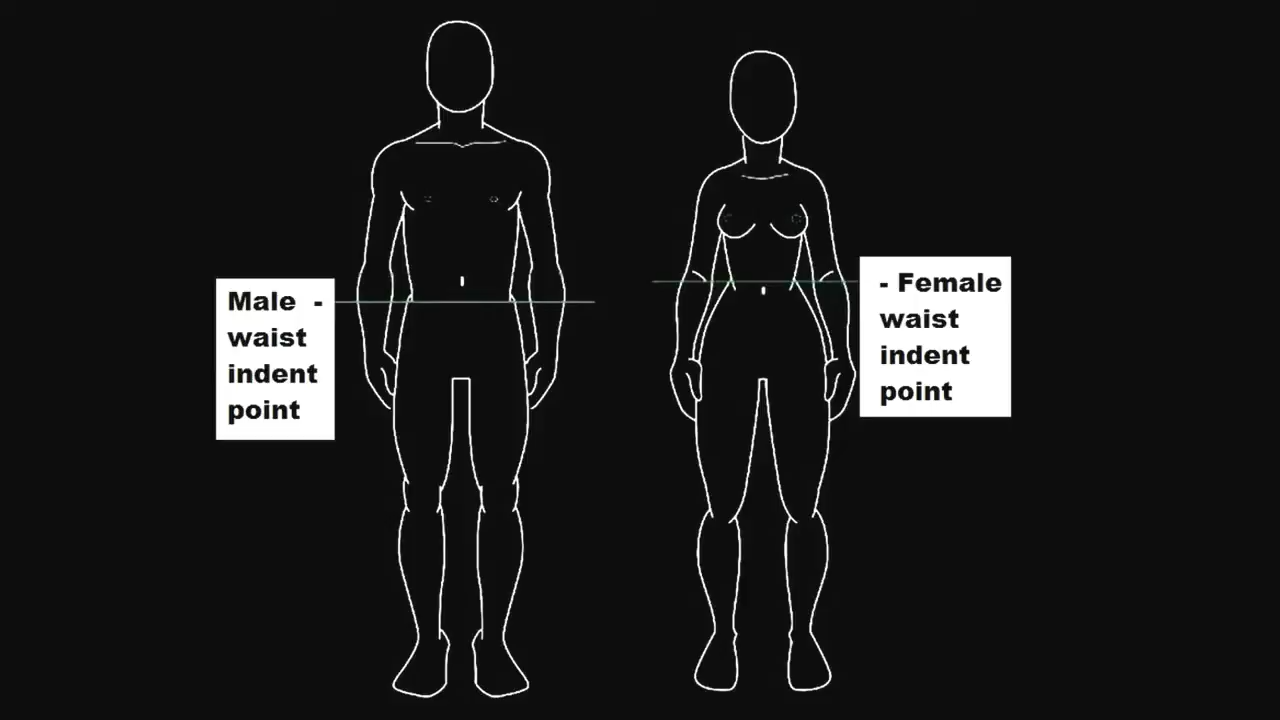 Male -
waist
indent
point
- Female
waist
indent
point